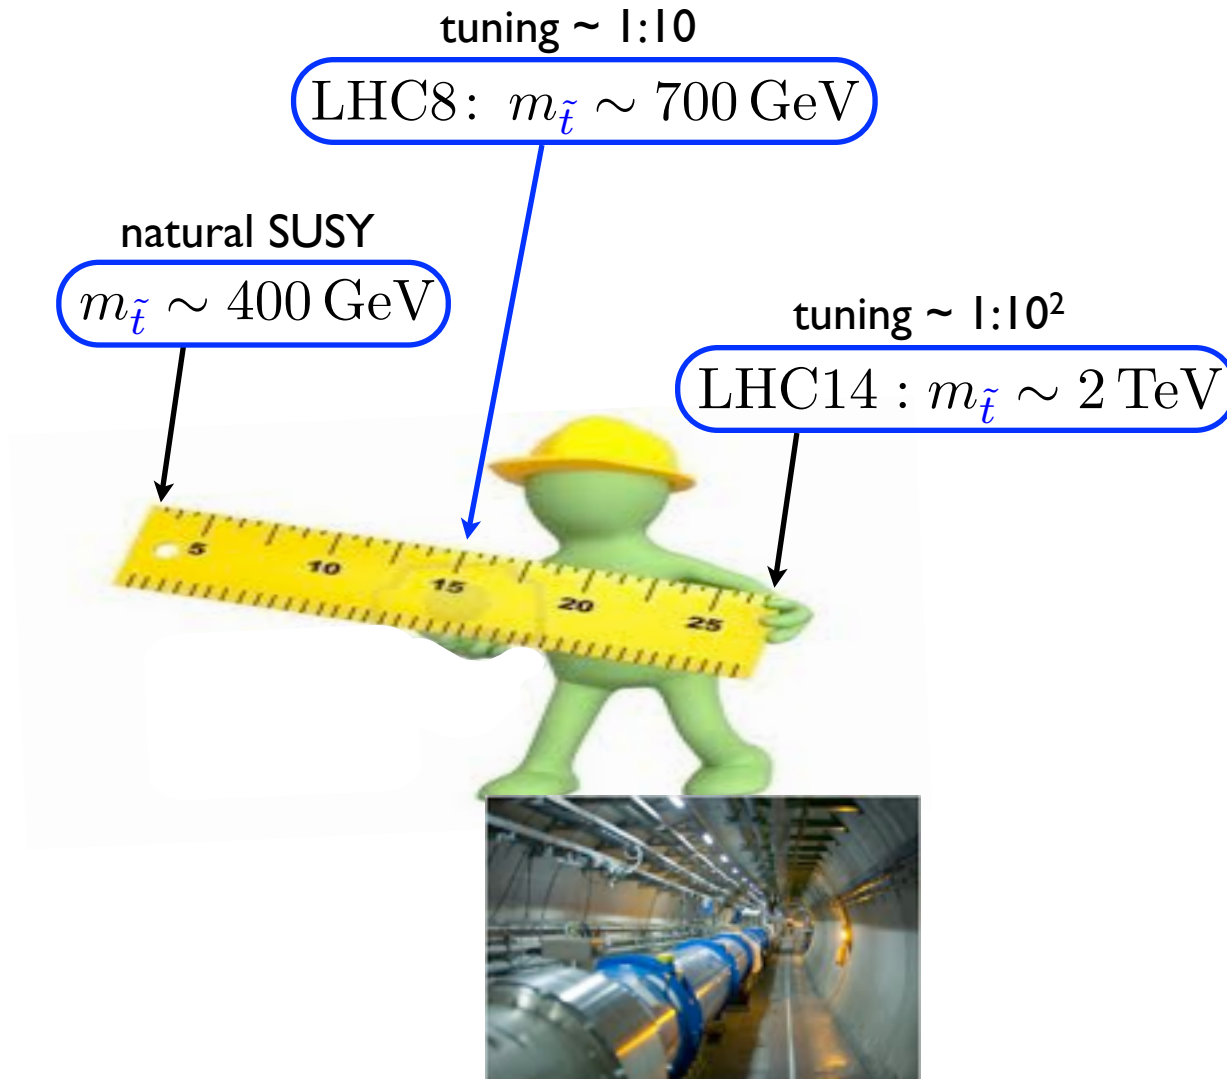 tuning ~ 1:10
LHC8: m_t̃ ~ 700 GeV
natural SUSY
m_t̃ ~ 400 GeV
tuning ~ 1:10²
LHC14 : m_t̃ ~ 2 TeV
5 10 15 20 25